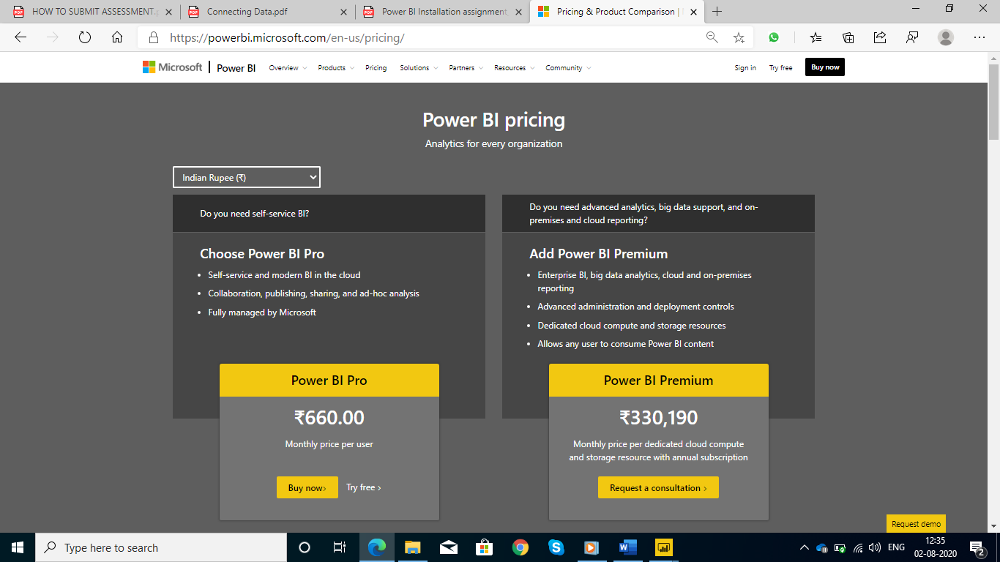 HOW TO SUBMIT ASSESSMENT.
Connecting Data.pdf
Power BI Installation assignment
Pricing & Product Comparison |
https://powerbi.microsoft.com/en-us/pricing/
Microsoft Power BI Overview Products Pricing Solutions Partners Resources Community Sign in Try free Buy now
Power BI pricing
Analytics for every organization
Indian Rupee (₹)
Do you need self-service BI?
Choose Power BI Pro
• Self-service and modern BI in the cloud
• Collaboration, publishing, sharing, and ad-hoc analysis
• Fully managed by Microsoft
Power BI Pro
₹660.00
Monthly price per user
Buy now› Try free ›
Do you need advanced analytics, big data support, and on-
premises and cloud reporting?
Add Power BI Premium
• Enterprise BI, big data analytics, cloud and on-premises
reporting
• Advanced administration and deployment controls
• Dedicated cloud compute and storage resources
• Allows any user to consume Power BI content
Power BI Premium
₹330,190
Monthly price per dedicated cloud compute
and storage resource with annual subscription
Request a consultation ›
Request demo
Type here to search
ENG
12:35
02-08-2020
2